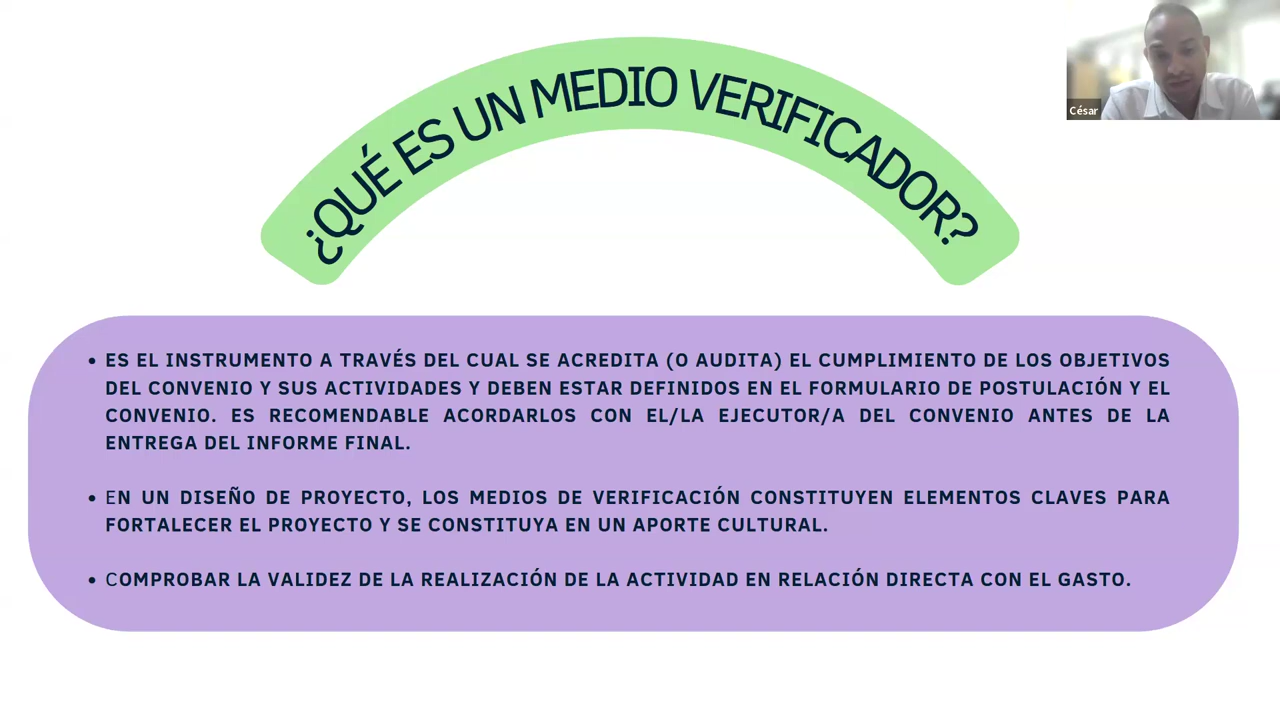 ¿QUÉ ES UN MEDIO VERIFICADOR?
César
• ES EL INSTRUMENTO A TRAVÉS DEL CUAL SE ACREDITA (O AUDITA) EL CUMPLIMIENTO DE LOS OBJETIVOS
DEL CONVENIO Y SUS ACTIVIDADES Y DEBEN ESTAR DEFINIDOS EN EL FORMULARIO DE POSTULACIÓN Y EL
CONVENIO. ES RECOMENDABLE ACORDARLOS CON EL/LA EJECUTOR/A DEL CONVENIO ANTES DE LA
ENTREGA DEL INFORME FINAL.
• EN UN DISEÑO DE PROYECTO, LOS MEDIOS DE VERIFICACIÓN CONSTITUYEN ELEMENTOS CLAVES PARA
FORTALECER EL PROYECTO Y SE CONSTITUYA EN UN APORTE CULTURAL.
• COMPROBAR LA VALIDEZ DE LA REALIZACIÓN DE LA ACTIVIDAD EN RELACIÓN DIRECTA CON EL GASTO.